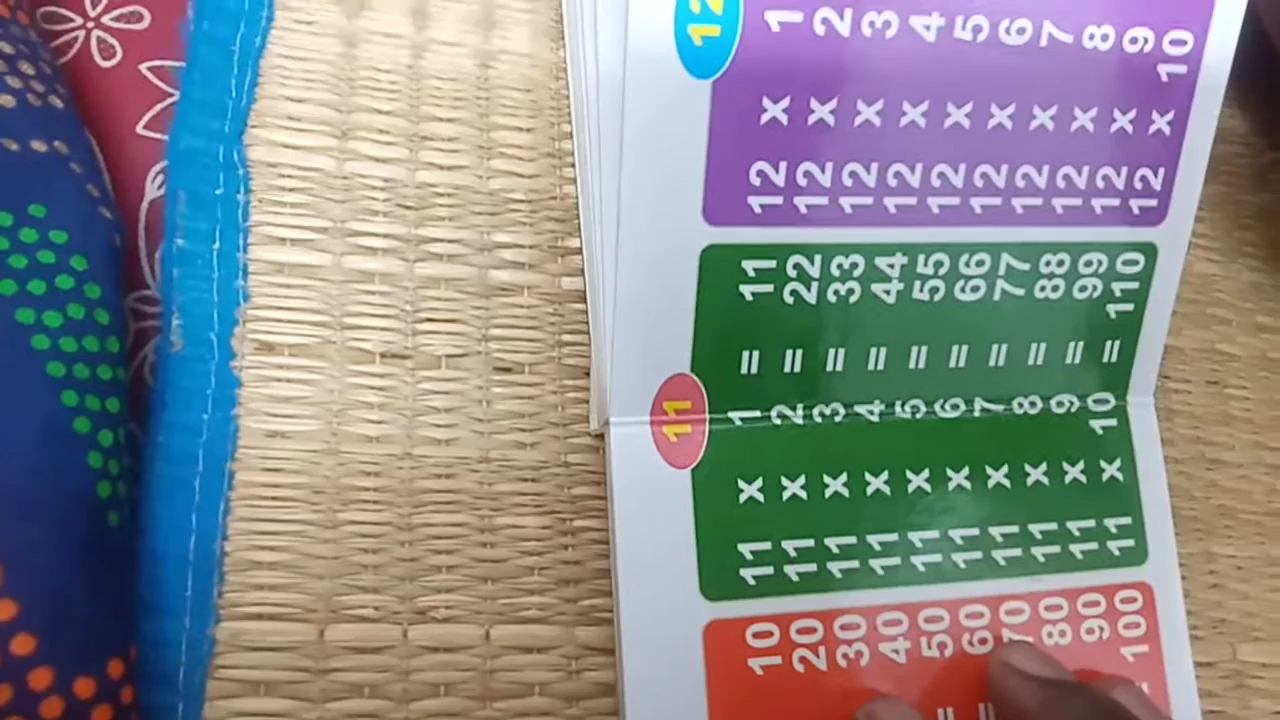 10
20
30
40
= 50
= 60
70
80
90
100
11
11 x 1 = 11
11 x 2 = 22
11 x 3 = 33
11 x 4 = 44
11 x 5 = 55
11 x 6 = 66
11 x 7 = 77
11 x 8 = 88
11 x 9 = 99
11 x 10 = 110
12
12 x 1
12 x 2
12 x 3
12 x 4
12 x 5
12 x 6
12 x 7
12 x 8
12 x 9
12 x 10